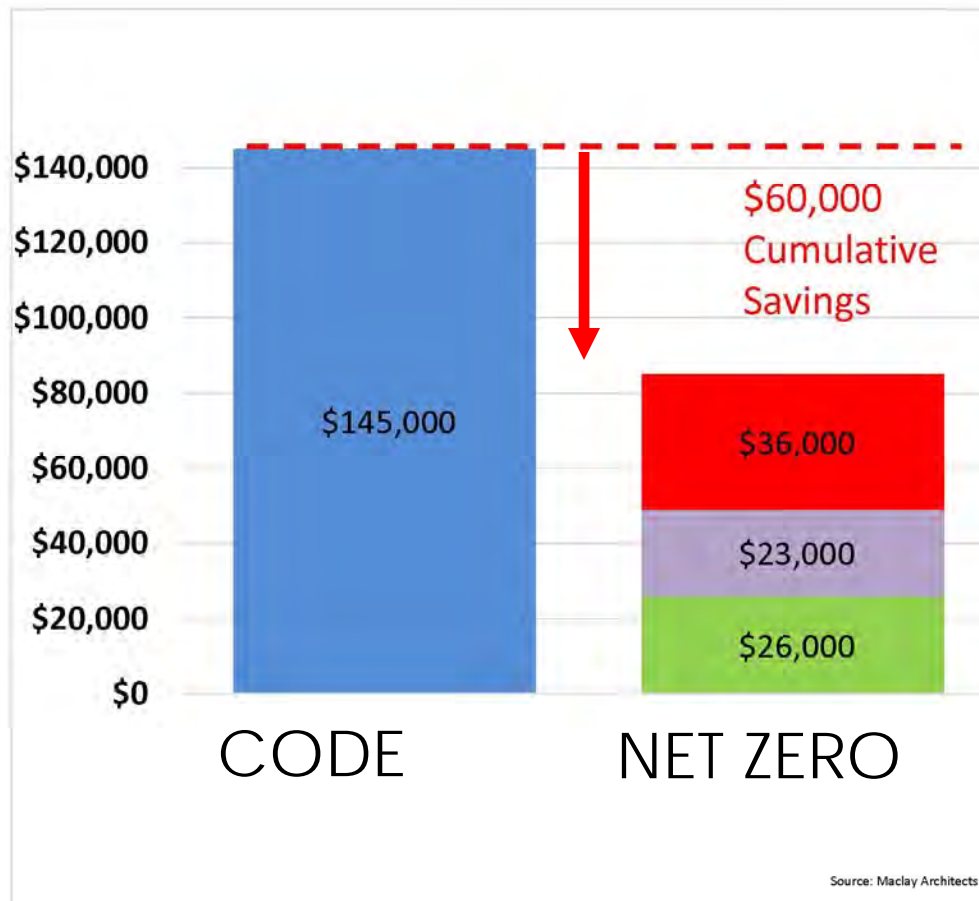 $140,000
$120,000
$100,000
$80,000
$60,000
$40,000
$20,000
$0
$145,000
$60,000
Cumulative
Savings
$36,000
$23,000
$26,000
CODE
NET ZERO
Source: Maclay Architects